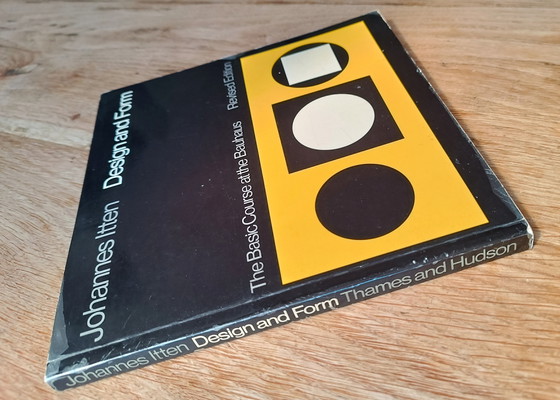 Johannes Itten Design and Form
The Basic Course at the Bauhaus Revised Edition
Johannes Itten Design and Form Thames and Hudson